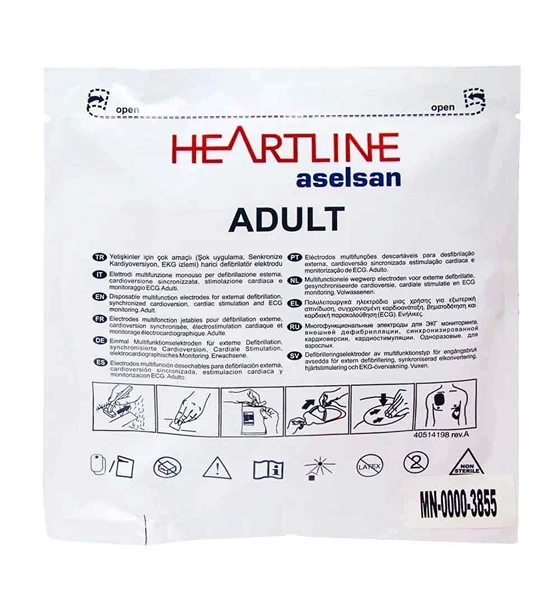 open open
HEARTLINE
aselsan
ADULT
TR Yetişkinler için çok amaçlı (Şok uygulama, Senkronize
Kardiyoversiyon, EKG izlemi) harici defibrilatör elektrodu
IT Elettrodi multifunzione monouso per defibrillazione esterna,
cardioversione sincronizzata, stimolazione cardiaca e
monitoraggio ECG. Adulti.
EN Disposable multifunction electrodes for external defibrillation,
synchronized cardioversion, cardiac stimulation and ECG
monitoring. Adult.
FR Electrodes multifonction jetables pour défibrillation externe,
cardioversion synchronisée, électrostimulation cardiaque et
monitorage électrocardiographique. Adulte.
DE Einmal Multifunktionselektroden für externe Defibrillation,
Synchronizierte Cardioversion, Cardiale Stimulation,
elektrocardiographisches Monitoring. Erwachsene.
ES Electrodos multifunción desechables para defibrilación externa,
cardioversión sincronizada, estimulacion cardiaca y
monitorizacion ECG. Adulto.
PT Eléctrodos multifunções descartáveis para desfibrilação
externa, cardioversão sincronizada estimulação cardíaca e
monitorização de ECG. Adulto.
NL Multifunctionele wegwerp electroden voor externe defibrillatie,
gesynchroniseerde cardioversie, cardiale stimulatie en ECG
monitoring. Volwassenen.
EL Πολυλειτουργικά ηλεκτρόδια μιας χρήσης για εξωτερική
απινίδωση, συγχρονισμένη καρδιοανάταξη, βηματοδότηση και
καρδιακή παρακολούθηση (ECG). Ενήλικες.
RU Многофункциональные электроды для ЭКГ мониторинга,
внешней дефибрилляции, синхронизированной
кардиоверсии, кардиостимуляции. Одноразовые, для
взрослых.
SV Defibrilleringselektroder av multifunktionstyp för engångsbruk
avsedda för extern defibrillering, synkroniserad elkonvertering,
hjärtstimulering och EKG-övervakning. Vuxen.
40514198 rev.A
LATEX
2
NON
STERILE
MN-0000-3855